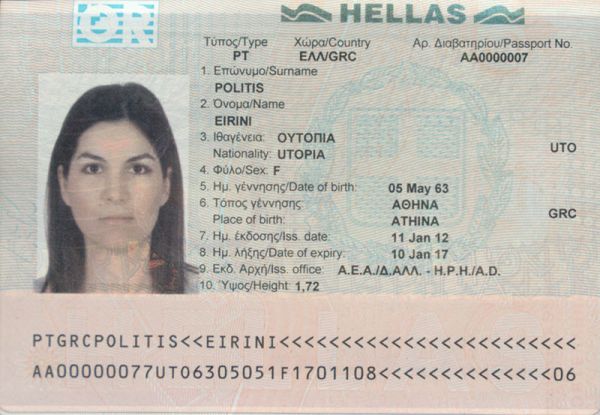 GR
HELLAS
Τύπος/Type Χώρα/Country Αρ. Διαβατηρίου/Passport No.
PT ΕΛΛ/GRC AA0000007
1. Επώνυμο/Surname
POLITIS
2. Όνομα/Name
EIRINI
3. Ιθαγένεια: ΟΥΤΟΠΙΑ
Nationality: UTOPIA UTO
4. Φύλο/Sex: F
5. Ημ. γέννησης/Date of birth: 05 May 63
6. Τόπος γέννησης: ΑΘΗΝΑ
Place of birth: ATHINA GRC
7. Ημ. έκδοσης/Iss. date: 11 Jan 12
8. Ημ. λήξης/Date of expiry: 10 Jan 17
9. Εκδ. Αρχή/Iss. office: Α.Ε.Α./Δ.ΑΛΛ. - H.P.H./A.D.
10. Ύψος/Height: 1,72
PTGRCPOLITIS<<EIRINI<<<<<<<<<<<<<<<<<<<<<<<<
AA00000077UTO6305051F1701108<<<<<<<<<<<<<<06